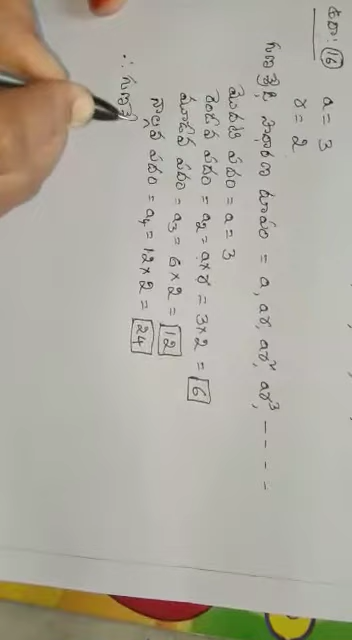 ఉదా: 16
a = 3
r = 2
గుణశ్రేఢి సాధారణ రూపం = a, ar, ar², ar³, - - - -
మొదటి పదం = a = 3
రెండవ పదం = a₂ = a×r = 3×2 = 6
మూడవ పదం = a₃ = 6×2 = 12
నాల్గవ పదం = a₄ = 12×2 = 24
∴ గుణశ్రే